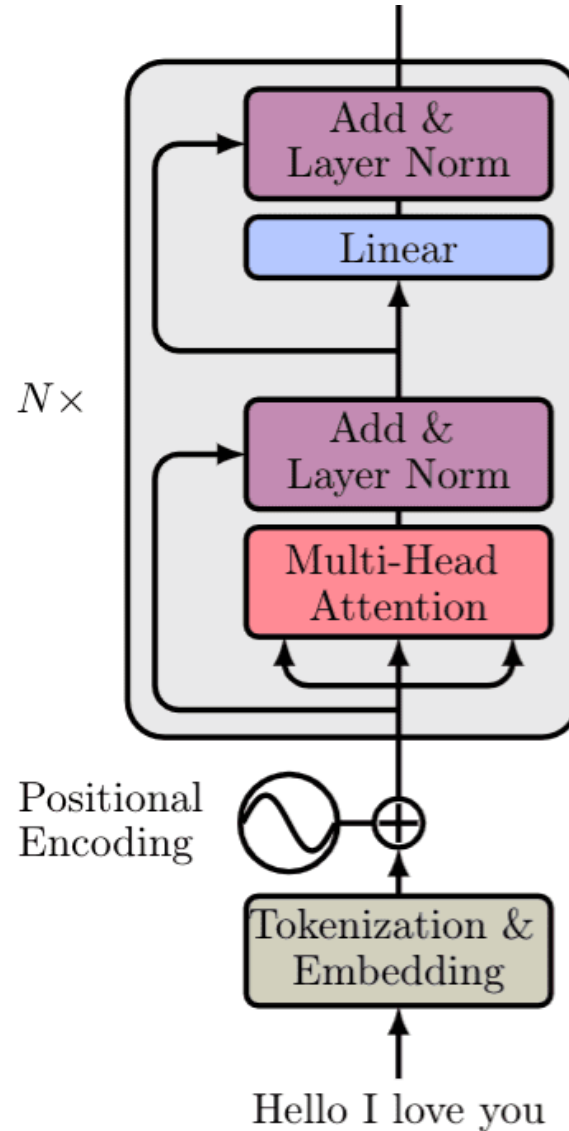 Add &
Layer Norm
Linear
N×
Add &
Layer Norm
Multi-Head
Attention
Positional
Encoding
Tokenization &
Embedding
Hello I love you